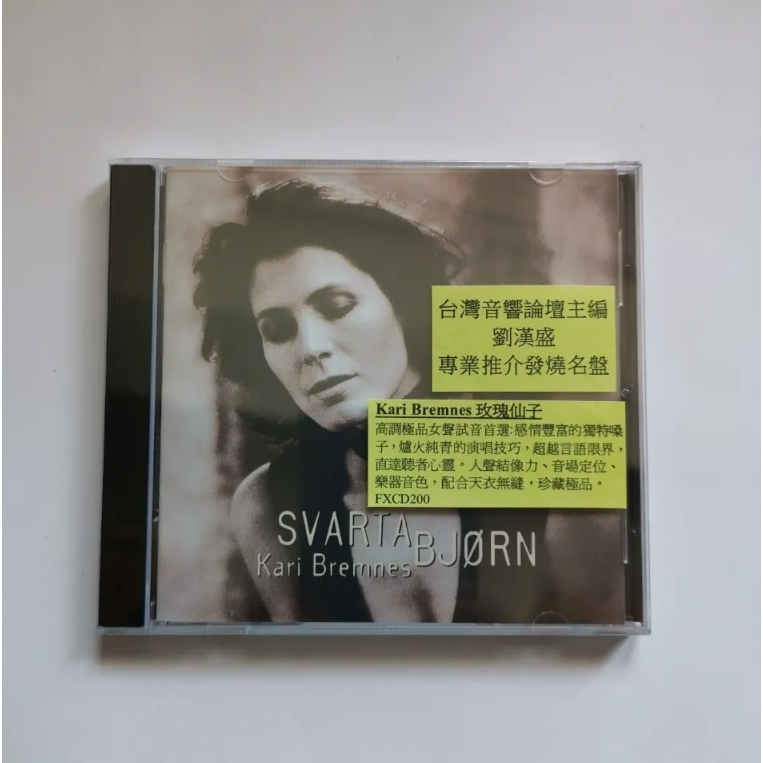 台灣音響論壇主編
劉漢盛
專業推介發燒名盤
Kari Bremnes 玫瑰仙子
高調極品女聲試音首選:感情豐富的獨特嗓
子，爐火純青的演唱技巧，超越言語限界，
直達聽者心靈。人聲結像力、音場定位、
樂器音色，配合天衣無縫，珍藏極品。
FXCD200
SVARTA
BJØRN
Kari Bremnes